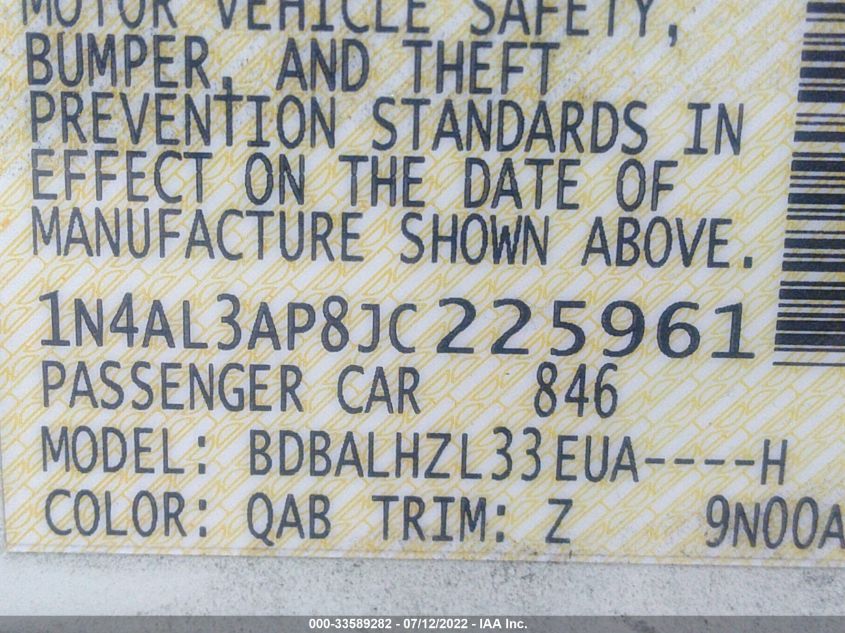 MOTOR VEHICLE SAFETY,
BUMPER, AND THEFT
PREVENTION STANDARDS IN
EFFECT ON THE DATE OF
MANUFACTURE SHOWN ABOVE.
1N4AL3AP8JC225961
PASSENGER CAR 846
MODEL: BDBALHZL33EUA----H
COLOR: QAB TRIM: Z 9N00A
000-33589282 - 07/12/2022 - IAA Inc.